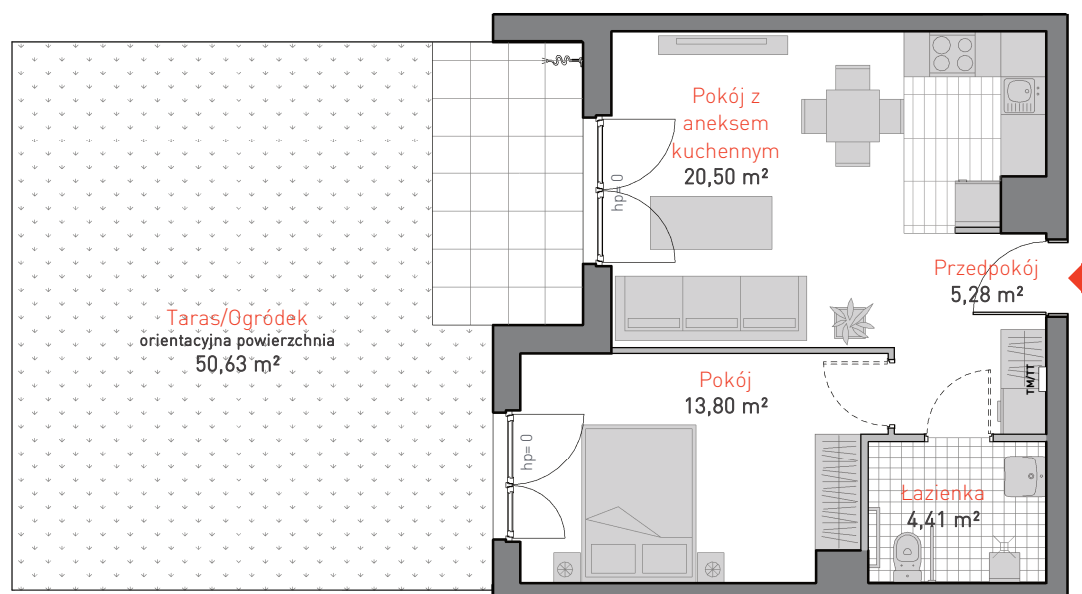 Pokój z
aneksem
kuchennym
20,50 m²
hp=0
Przedpokój
5,28 m²
Taras/Ogródek
orientacyjna powierzchnia
50,63 m²
Pokój
13,80 m²
TM/TT
hp=0
Łazienka
4,41 m²